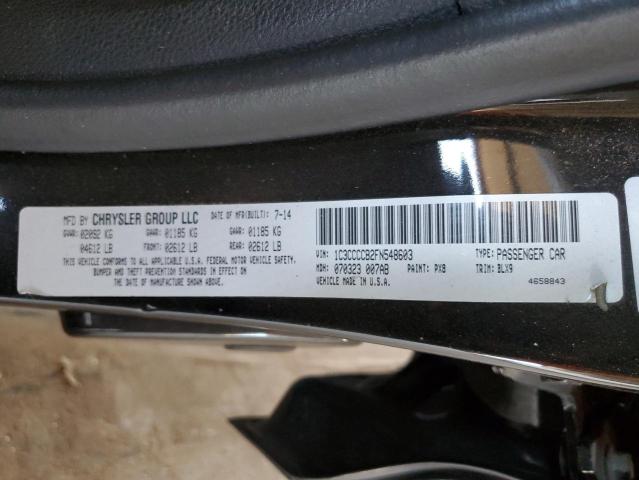 MFD BY CHRYSLER GROUP LLC DATE OF MFR(BUILT): 7-14
GVWR: 02092 KG GAWR: 01185 KG GAWR: 01185 KG
04612 LB FRONT: 02612 LB REAR: 02612 LB
THIS VEHICLE CONFORMS TO ALL APPLICABLE U.S.A. FEDERAL MOTOR VEHICLE SAFETY,
BUMPER AND THEFT PREVENTION STANDARDS IN EFFECT ON
THE DATE OF MANUFACTURE SHOWN ABOVE.
VIN: 1C3CCCCB2FN548603 TYPE: PASSENGER CAR
MDH: 070323 007AB PAINT: PX8 TRIM: BLX9
VEHICLE MADE IN U.S.A. 4658843